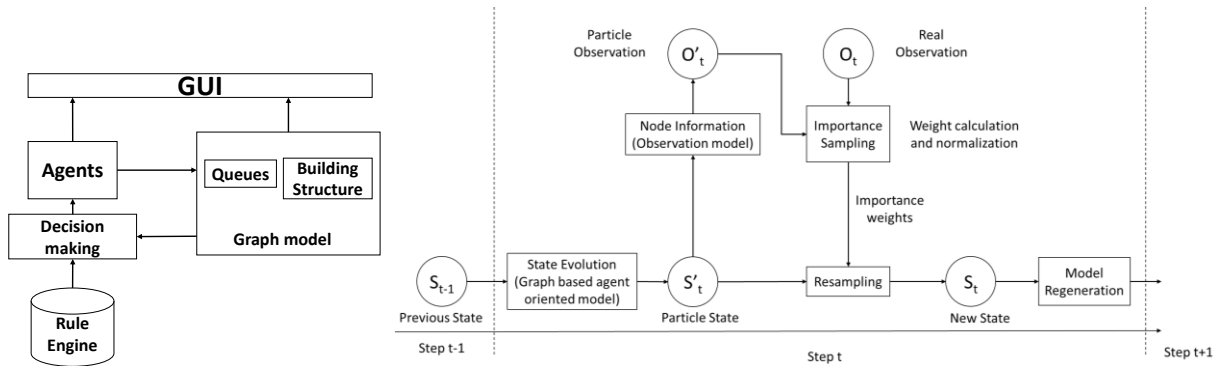 GUI
Agents
Queues
Building
Structure
Graph model
Decision
making
Rule
Engine
Particle
Observation
O't
Ot
Real
Observation
Node Information
(Observation model)
Importance
Sampling
Weight calculation
and normalization
Importance
weights
St-1
State Evolution
(Graph based agent
oriented model)
S't
Resampling
St
Model
Regeneration
Previous State
Particle State
New State
Step t-1
Step t
Step t+1